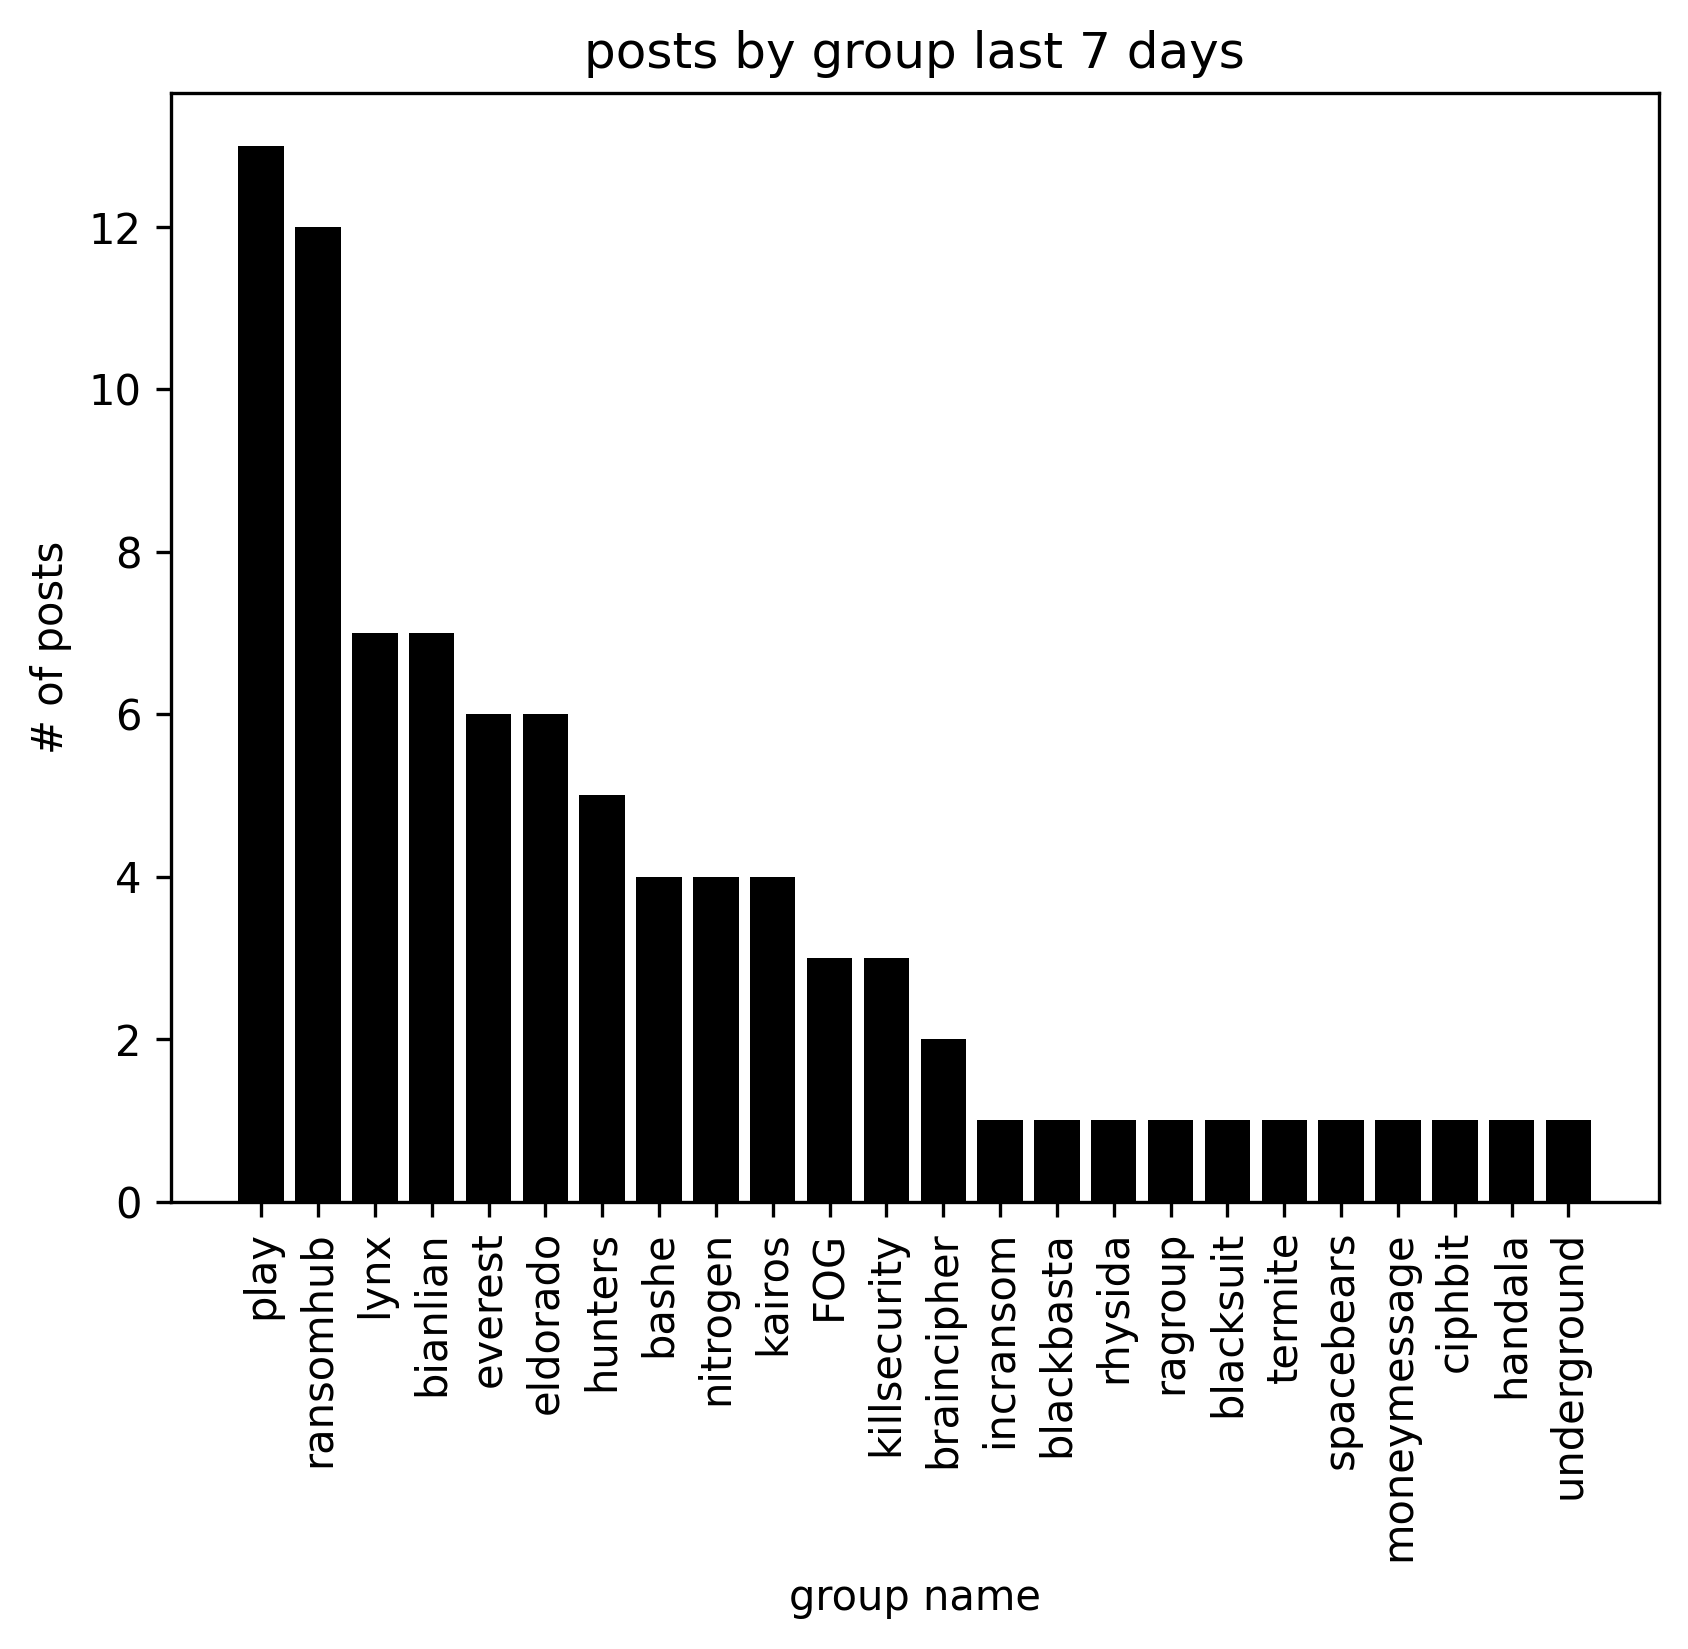 posts by group last 7 days
# of posts
12
10
8
6
4
2
0
play
ransomhub
lynx
bianlian
everest
eldorado
hunters
bashe
nitrogen
kairos
FOG
killsecurity
braincipher
incransom
blackbasta
rhysida
ragroup
blacksuit
termite
spacebears
moneymessage
ciphbit
handala
underground
group name